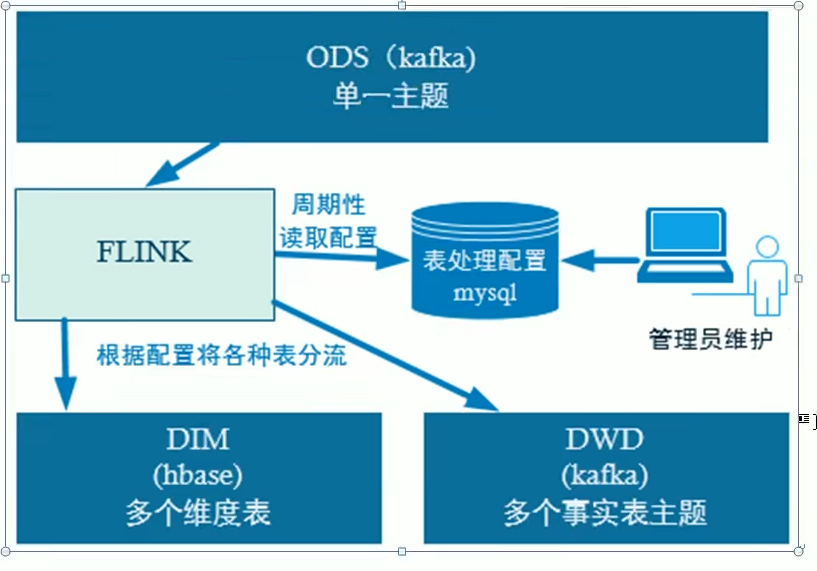 ODS（kafka)
单一主题
FLINK
周期性
读取配置
表处理配置
mysql
管理员维护
根据配置将各种表分流
DIM
(hbase)
多个维度表
DWD
(kafka)
多个事实表主题